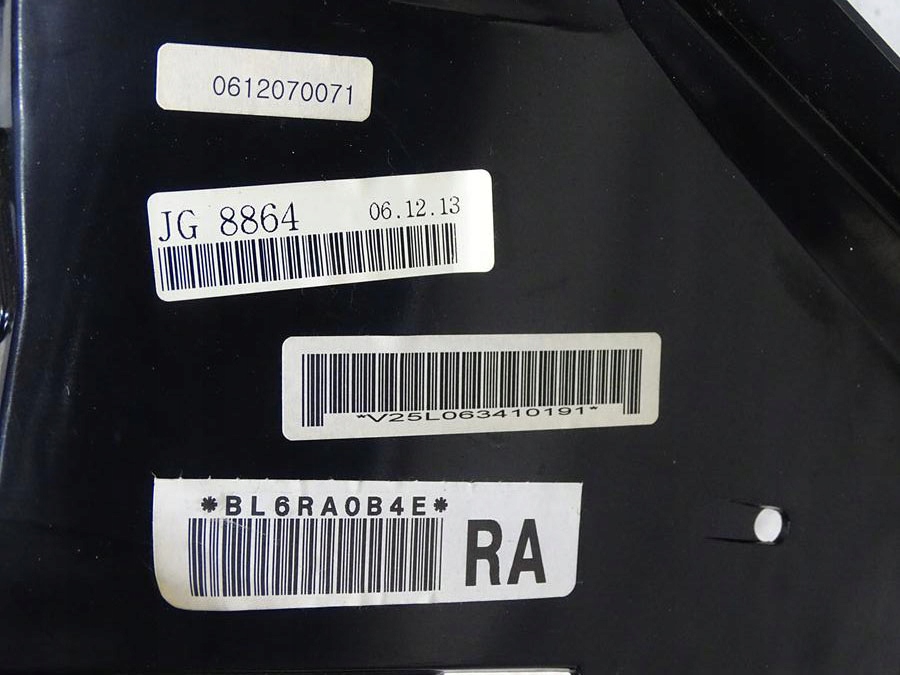 0612070071
JG 8864 06.12.13
*V25L063410191*
*BL6RA0B4E*
RA